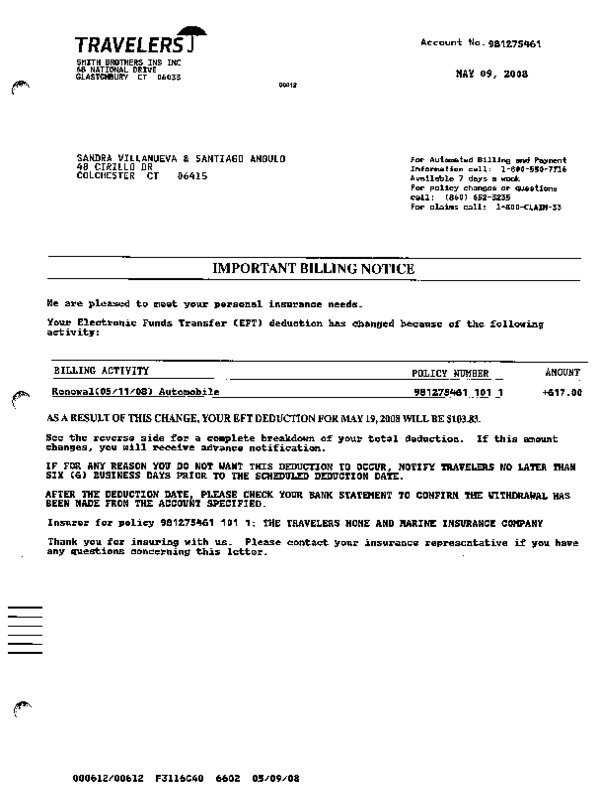 TRAVELERS
Account No. 981275461
SMITH BROTHERS INS INC
68 NATIONAL DRIVE
GLASTONBURY CT 06033
MAY 09, 2008
00612
SANDRA VILLANUEVA & SANTIAGO ANGULO
48 CIRILLO DR
COLCHESTER CT 06415
For Automated Billing and Payment
Information call: 1-800-550-7716
Available 7 days a week
For policy changes or questions
call: (860) 652-3235
For claims call: 1-800-CLAIM-33
IMPORTANT BILLING NOTICE
We are pleased to meet your personal insurance needs.
Your Electronic Funds Transfer (EFT) deduction has changed because of the following
activity:
BILLING ACTIVITY POLICY NUMBER AMOUNT
Renewal(05/11/08) Automobile 981275461 101 1 +617.00
AS A RESULT OF THIS CHANGE, YOUR EFT DEDUCTION FOR MAY 19, 2008 WILL BE $103.83.
See the reverse side for a complete breakdown of your total deduction. If this amount
changes, you will receive advance notification.
IF FOR ANY REASON YOU DO NOT WANT THIS DEDUCTION TO OCCUR, NOTIFY TRAVELERS NO LATER THAN
SIX (6) BUSINESS DAYS PRIOR TO THE SCHEDULED DEDUCTION DATE.
AFTER THE DEDUCTION DATE, PLEASE CHECK YOUR BANK STATEMENT TO CONFIRM THE WITHDRAWAL HAS
BEEN MADE FROM THE ACCOUNT SPECIFIED.
Insurer for policy 981275461 101 1: THE TRAVELERS HOME AND MARINE INSURANCE COMPANY
Thank you for insuring with us. Please contact your insurance representative if you have
any questions concerning this letter.
000612/00612 F3116C40 6602 05/09/08